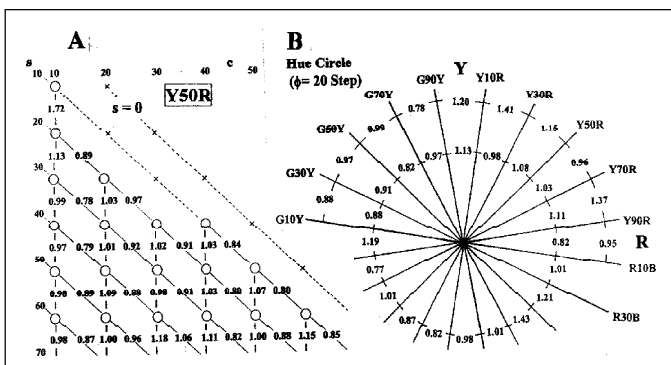 A
B
Hue Circle
(ϕ= 20 Step)
s
10 10 20 30 40 c 50
Y50R
s = 0
1.72
20
1.13 0.89
30
0.99 0.78 1.03 0.97
40
0.97 0.79 1.01 0.92 1.02 0.91 1.03 0.84
50
0.90 0.89 1.09 0.88 0.98 0.91 1.03 0.80 1.07 0.80
60
0.98 0.87 1.00 0.96 1.18 1.06 1.11 0.82 1.00 0.88 1.15 0.85
70
Y
G70Y G90Y Y10R Y30R
G50Y Y50R
G30Y Y70R
G10Y Y90R
R
R10B
R30B
0.88 0.97 0.99 0.78 1.20 1.41 1.15 0.96 1.37 0.95
1.19 0.88 0.91 0.82 0.97 1.13 0.98 1.08 1.03 1.11 0.82
0.77 1.01 0.87 0.82 0.98 1.01 1.43 1.21 1.01